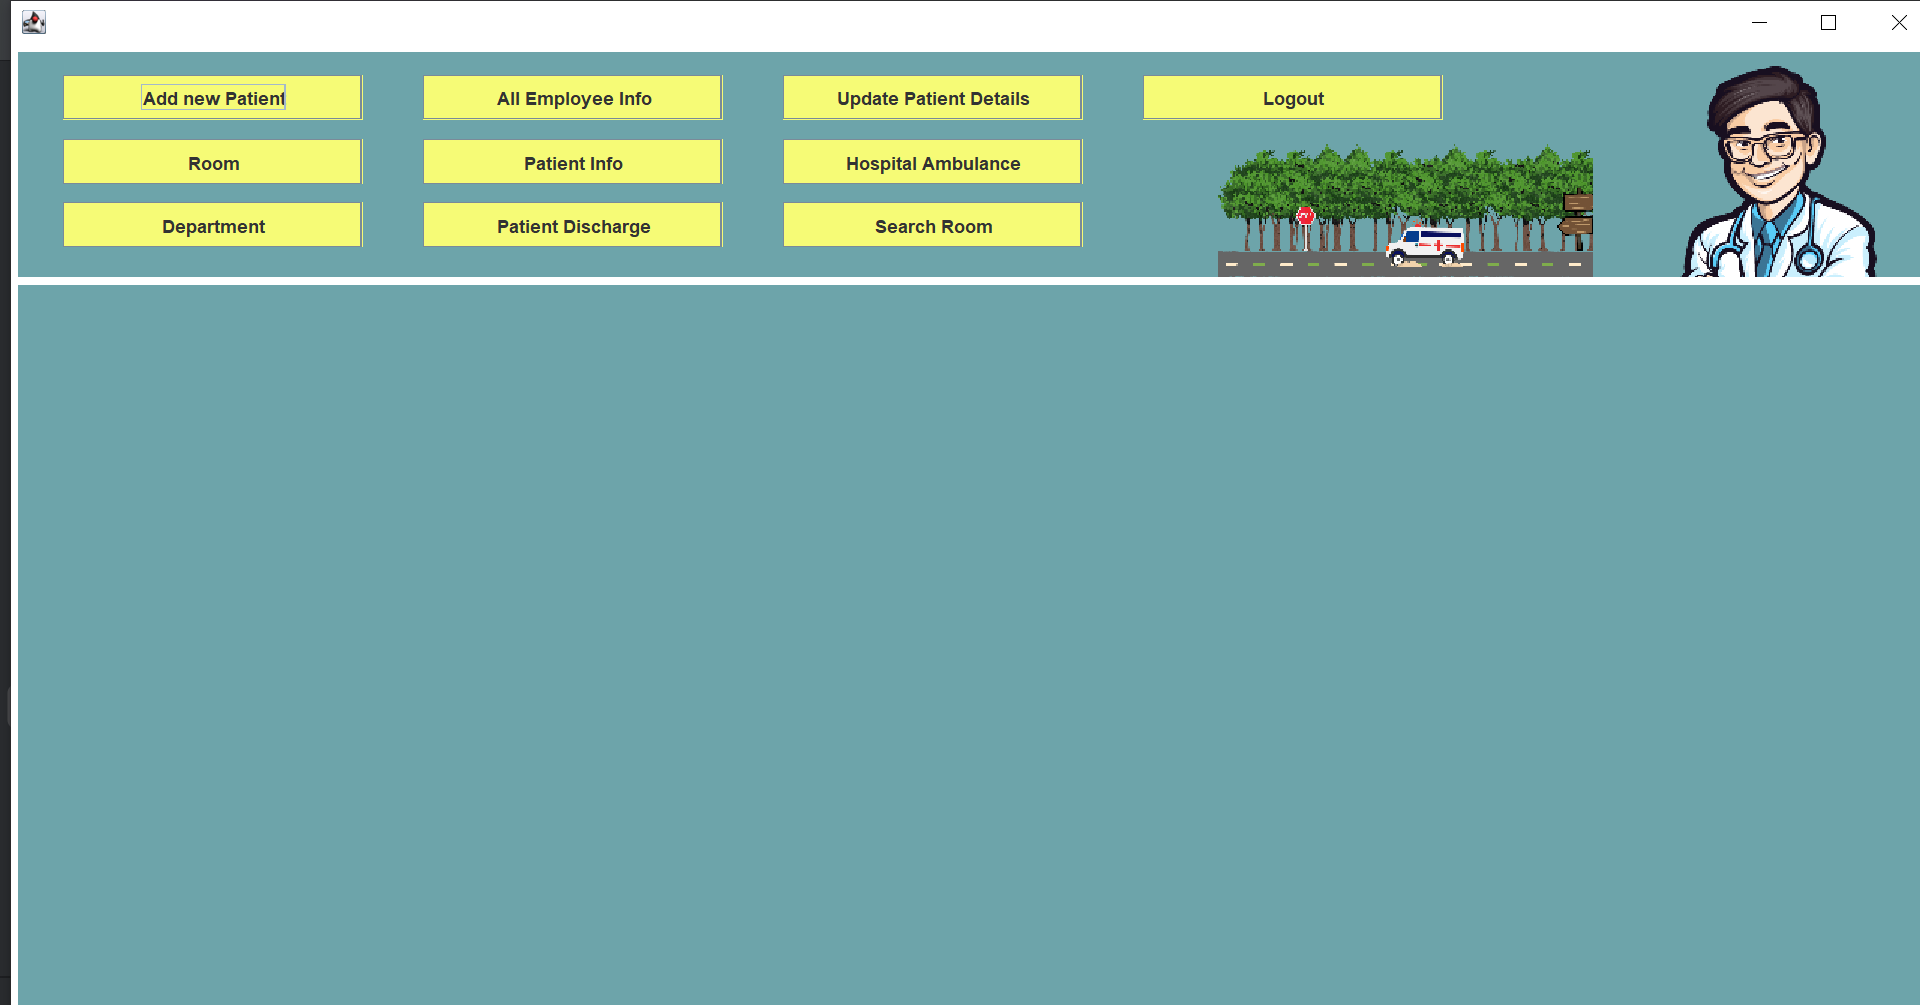 Add new Patient
All Employee Info
Update Patient Details
Logout
Room
Patient Info
Hospital Ambulance
Department
Patient Discharge
Search Room